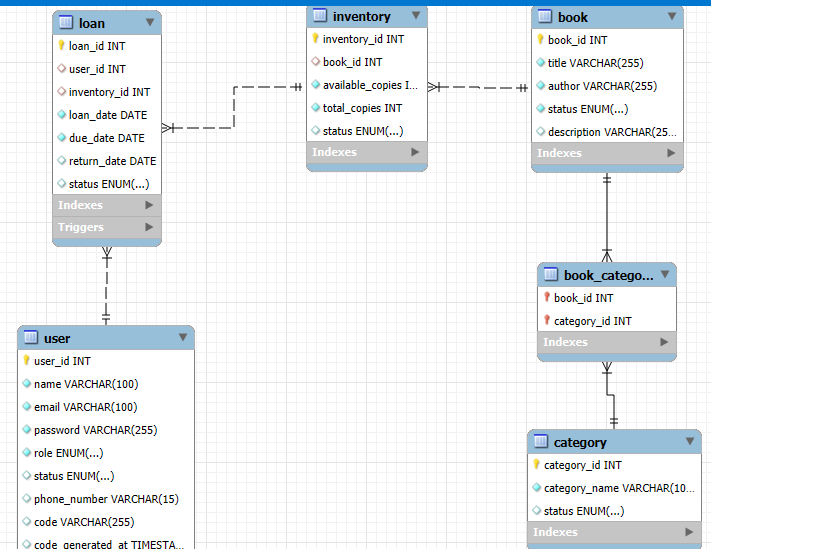 loan
loan_id INT
user_id INT
inventory_id INT
loan_date DATE
due_date DATE
return_date DATE
status ENUM(...)
Indexes
Triggers
inventory
inventory_id INT
book_id INT
available_copies I...
total_copies INT
status ENUM(...)
Indexes
book
book_id INT
title VARCHAR(255)
author VARCHAR(255)
status ENUM(...)
description VARCHAR(25...
Indexes
book_catego...
book_id INT
category_id INT
Indexes
user
user_id INT
name VARCHAR(100)
email VARCHAR(100)
password VARCHAR(255)
role ENUM(...)
status ENUM(...)
phone_number VARCHAR(15)
code VARCHAR(255)
code_generated_at TIMESTA...
category
category_id INT
category_name VARCHAR(10...
status ENUM(...)
Indexes